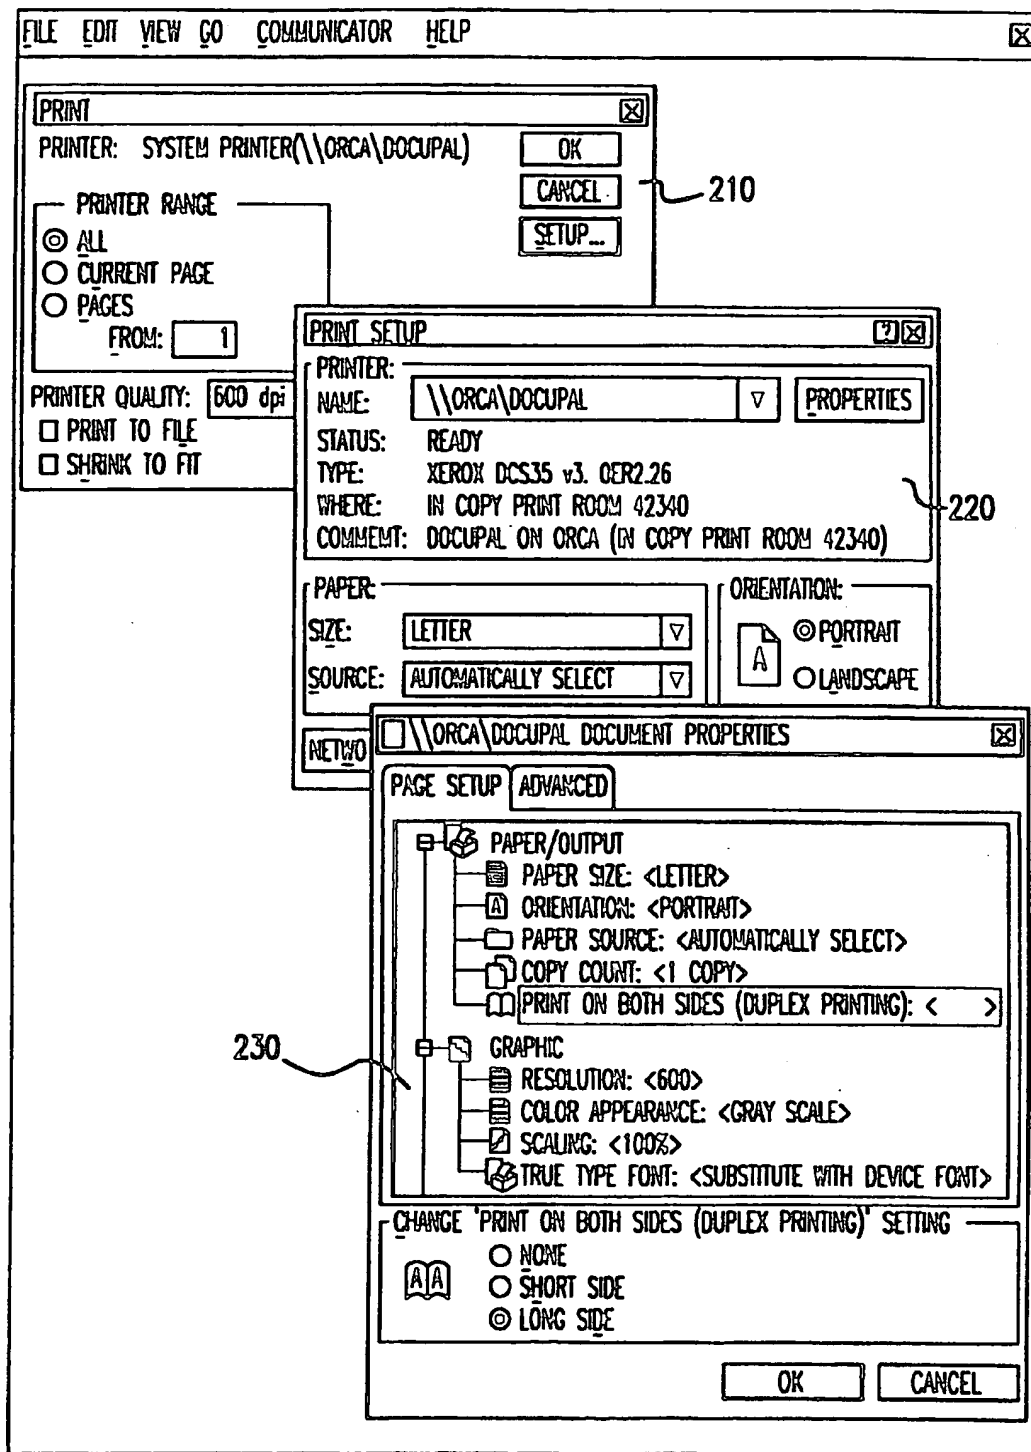 FILE EDIT VIEW GO COMMUNICATOR HELP
PRINT
PRINTER: SYSTEM PRINTER(\\ORCA\DOCUPAL)
OK
CANCEL
SETUP...
210
PRINTER RANGE
ALL
CURRENT PAGE
PAGES
FROM: 1
PRINTER QUALITY: 600 dpi
PRINT TO FILE
SHRINK TO FIT
PRINT SETUP
PRINTER:
NAME: \\ORCA\DOCUPAL
PROPERTIES
STATUS: READY
TYPE: XEROX DCS35 v3. 0ER2.26
WHERE: IN COPY PRINT ROOM 42340
COMMEMT: DOCUPAL ON ORCA (IN COPY PRINT ROOM 42340)
220
PAPER:
SIZE: LETTER
SOURCE: AUTOMATICALLY SELECT
ORIENTATION:
A
PORTRAIT
LANDSCAPE
NETWO
\\ORCA\DOCUPAL DOCUMENT PROPERTIES
PAGE SETUP ADVANCED
PAPER/OUTPUT
PAPER SIZE: <LETTER>
A ORIENTATION: <PORTRAIT>
PAPER SOURCE: <AUTOMATICALLY SELECT>
COPY COUNT: <1 COPY>
PRINT ON BOTH SIDES (DUPLEX PRINTING): < >
230
GRAPHIC
RESOLUTION: <600>
COLOR APPEARANCE: <GRAY SCALE>
SCALING: <100%>
TRUE TYPE FONT: <SUBSTITUTE WITH DEVICE FONT>
CHANGE 'PRINT ON BOTH SIDES (DUPLEX PRINTING)' SETTING
A A
NONE
SHORT SIDE
LONG SIDE
OK CANCEL